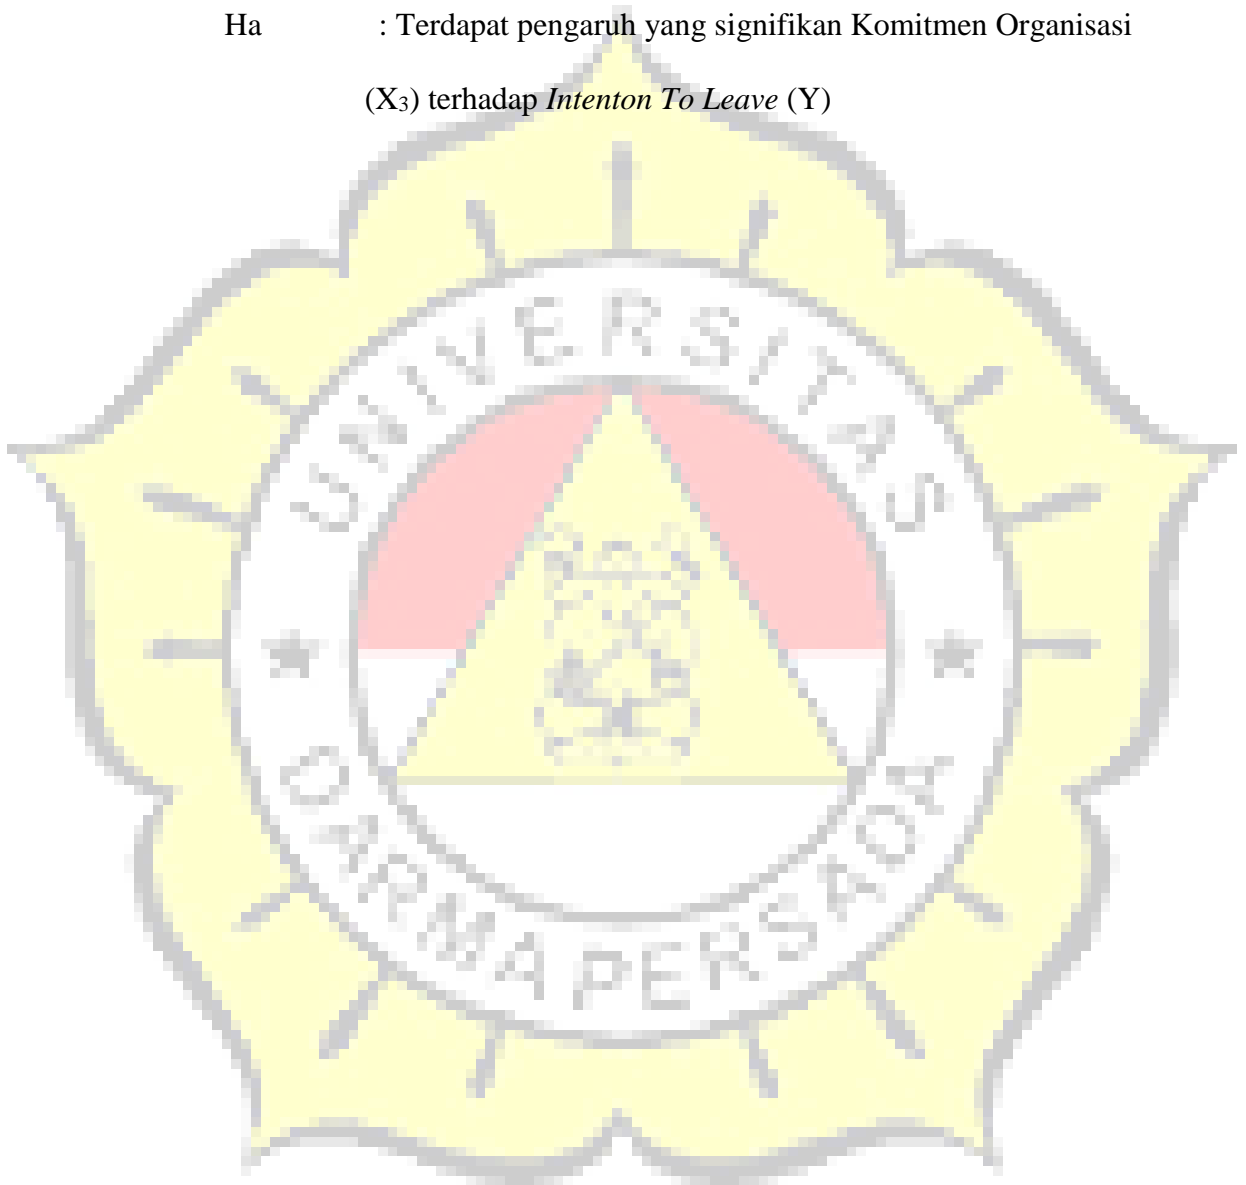 Ha : Terdapat pengaruh yang signifikan Komitmen Organisasi
(X₃) terhadap Intenton To Leave (Y)
UNIVERSITAS
DARMA PERSADA